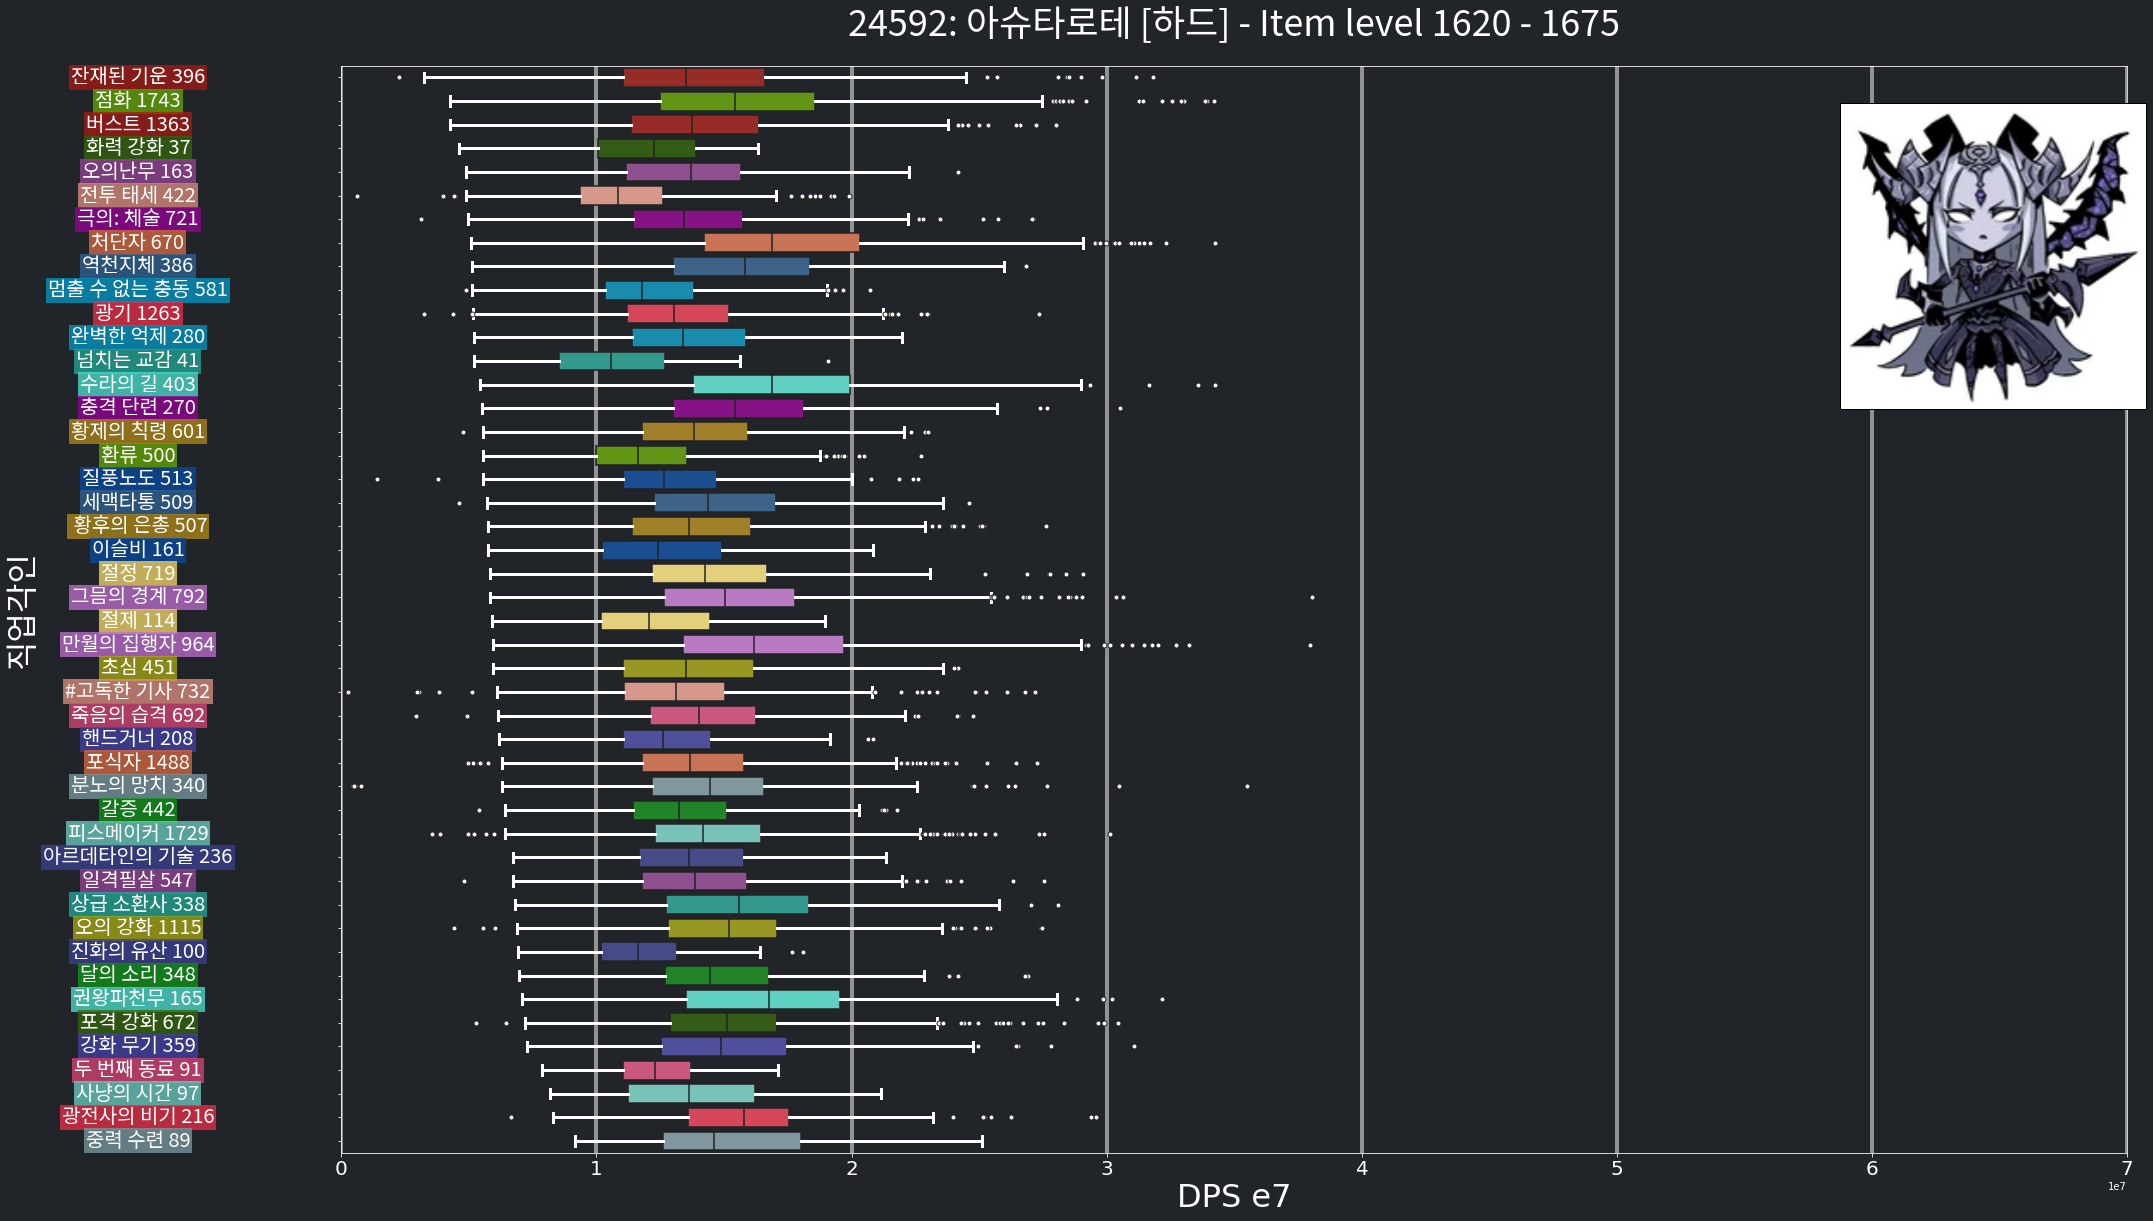 24592: 아슈타로테 [하드] - Item level 1620 - 1675
직업각인
잔재된 기운 396
점화 1743
버스트 1363
화력 강화 37
오의난무 163
전투 태세 422
극의: 체술 721
처단자 670
역천지체 386
멈출 수 없는 충동 581
광기 1263
완벽한 억제 280
넘치는 교감 41
수라의 길 403
충격 단련 270
황제의 칙령 601
환류 500
질풍노도 513
세맥타통 509
황후의 은총 507
이슬비 161
절정 719
그믐의 경계 792
절제 114
만월의 집행자 964
초심 451
#고독한 기사 732
죽음의 습격 692
핸드거너 208
포식자 1488
분노의 망치 340
갈증 442
피스메이커 1729
아르데타인의 기술 236
일격필살 547
상급 소환사 338
오의 강화 1115
진화의 유산 100
달의 소리 348
권왕파천무 165
포격 강화 672
강화 무기 359
두 번째 동료 91
사냥의 시간 97
광전사의 비기 216
중력 수련 89
0 1 2 3 4 5 6 7
1e7
DPS e7